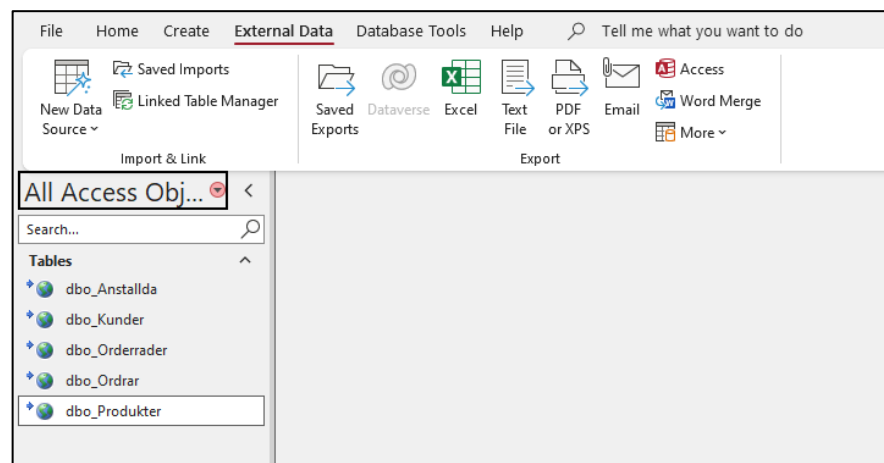 File Home Create External Data Database Tools Help Tell me what you want to do
New Data Source
Saved Imports
Linked Table Manager
Import & Link
Saved Exports
Dataverse
Excel
Text File
PDF or XPS
Email
Access
Word Merge
More
Export
All Access Obj...
Search...
Tables
dbo_Anstallda
dbo_Kunder
dbo_Orderrader
dbo_Ordrar
dbo_Produkter